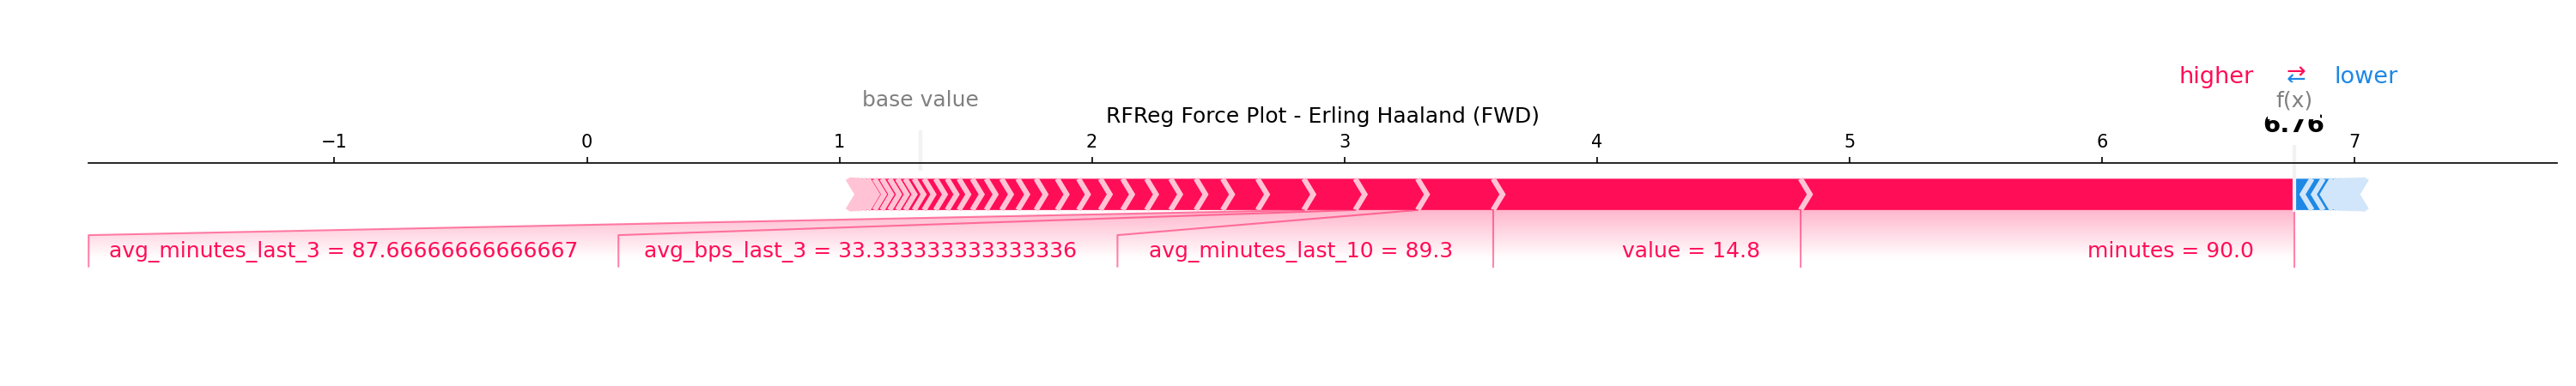 higher ⇄ lower
base value
f(x)
RFReg Force Plot - Erling Haaland (FWD)
6.76
−1 0 1 2 3 4 5 6 7
avg_minutes_last_3 = 87.66666666666667 avg_bps_last_3 = 33.333333333333336 avg_minutes_last_10 = 89.3 value = 14.8 minutes = 90.0